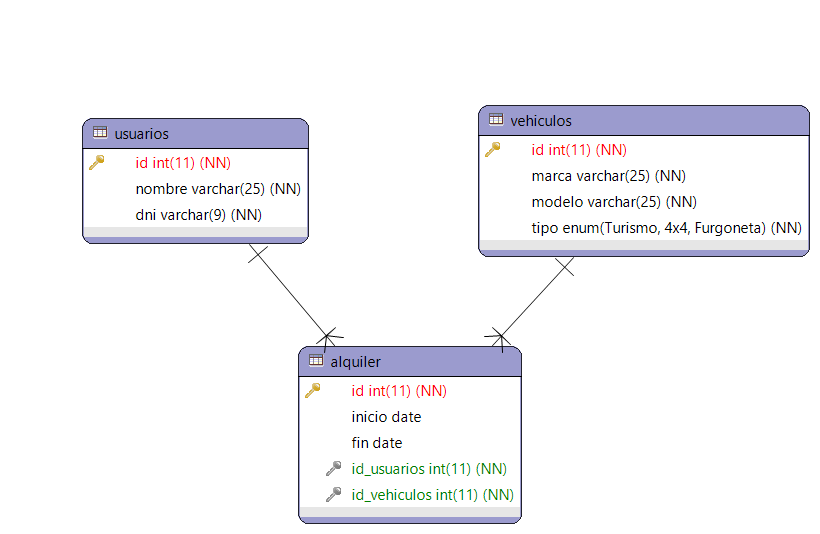 usuarios
id int(11) (NN)
nombre varchar(25) (NN)
dni varchar(9) (NN)
vehiculos
id int(11) (NN)
marca varchar(25) (NN)
modelo varchar(25) (NN)
tipo enum(Turismo, 4x4, Furgoneta) (NN)
alquiler
id int(11) (NN)
inicio date
fin date
id_usuarios int(11) (NN)
id_vehiculos int(11) (NN)